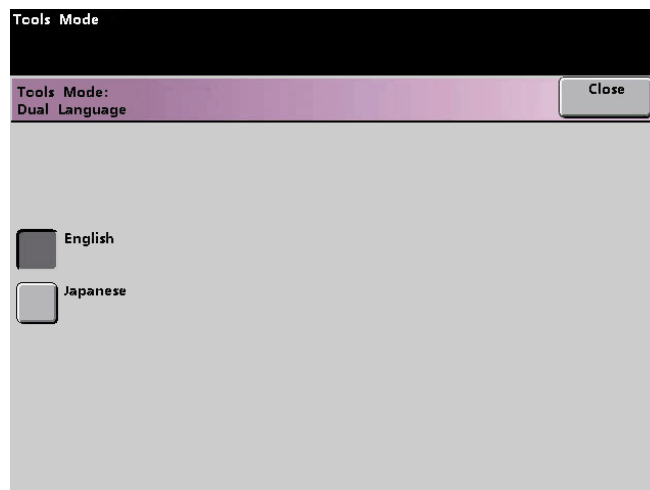 Tools Mode
Tools Mode:
Dual Language
Close
English
Japanese